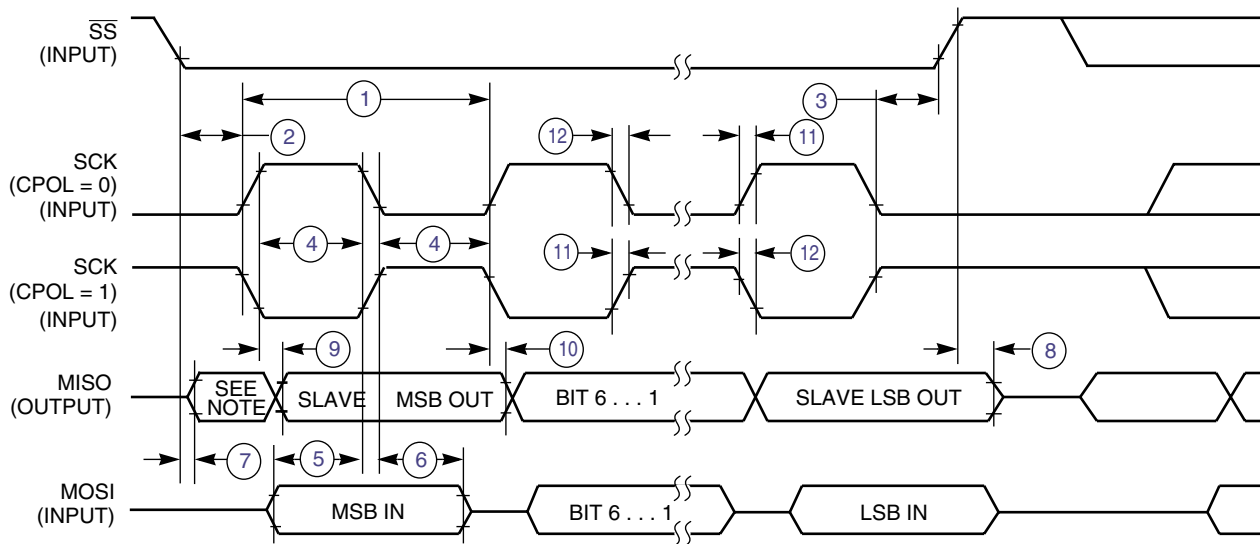 SS
(INPUT)
1
3
2
12
11
SCK
(CPOL = 0)
(INPUT)
4
4
11
12
SCK
(CPOL = 1)
(INPUT)
9
10
8
MISO
(OUTPUT)
SEE
NOTE
SLAVE
MSB OUT
BIT 6 . . . 1
SLAVE LSB OUT
7
5
6
MOSI
(INPUT)
MSB IN
BIT 6 . . . 1
LSB IN